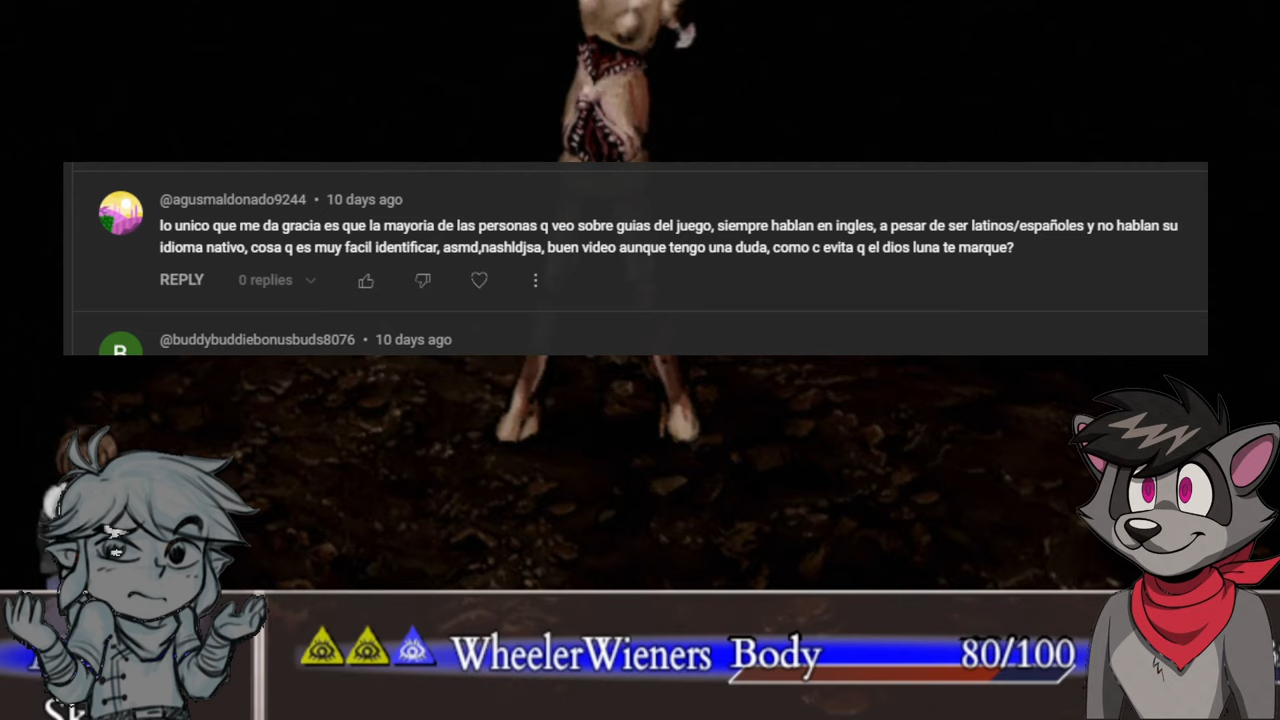 @agusmaldonado9244 • 10 days ago
lo unico que me da gracia es que la mayoria de las personas q veo sobre guias del juego, siempre hablan en ingles, a pesar de ser latinos/españoles y no hablan su
idioma nativo, cosa q es muy facil identificar, asmd,nashldjsa, buen video aunque tengo una duda, como c evita q el dios luna te marque?
REPLY 0 replies
@buddybuddiebonusbuds8076 • 10 days ago
B
WheelerWieners Body 80/100
Sk